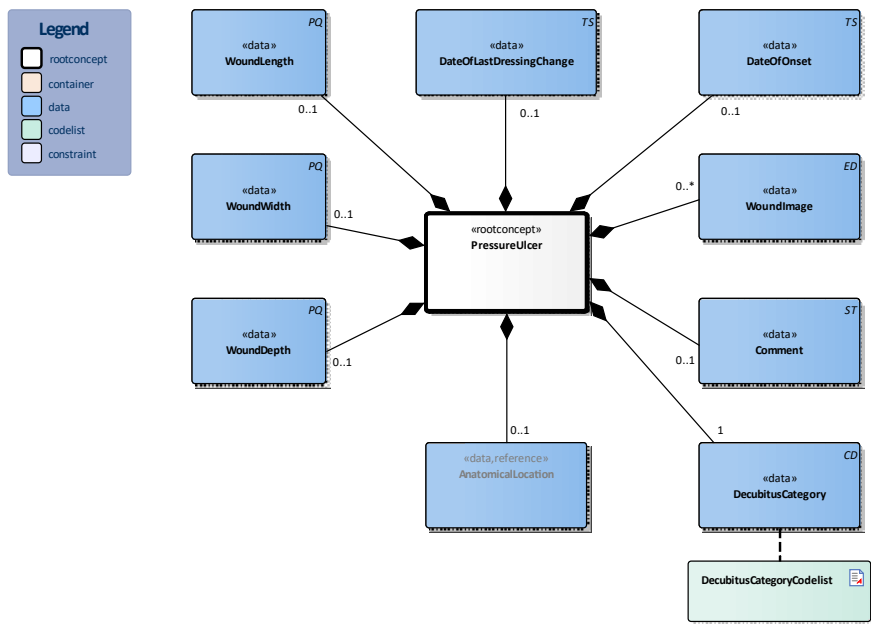 Legend
rootconcept
container
data
codelist
constraint
PQ
«data»
WoundLength
0..1
TS
«data»
DateOfLastDressingChange
0..1
TS
«data»
DateOfOnset
0..1
PQ
«data»
WoundWidth
0..1
«rootconcept»
PressureUlcer
ED
«data»
WoundImage
0..*
PQ
«data»
WoundDepth
0..1
ST
«data»
Comment
0..1
«data,reference»
AnatomicalLocation
0..1
CD
«data»
DecubitusCategory
1
DecubitusCategoryCodelist